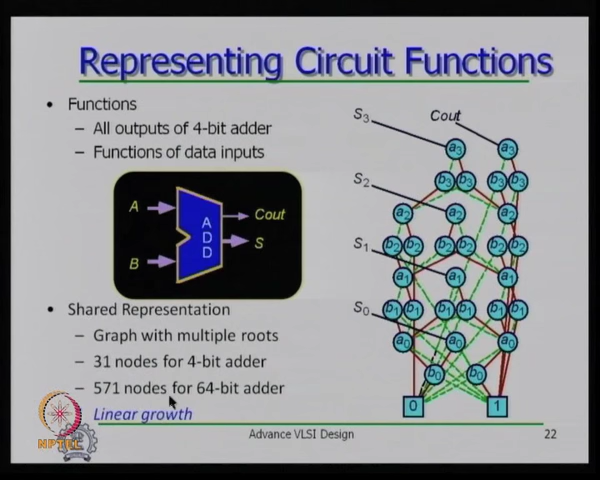 Representing Circuit Functions
• Functions
– All outputs of 4-bit adder
– Functions of data inputs
A
B
A
D
D
Cout
S
• Shared Representation
– Graph with multiple roots
– 31 nodes for 4-bit adder
– 571 nodes for 64-bit adder
Linear growth
S3
Cout
a3 a3
b3 b3 b3 b3
S2
a2 a2 a2
b2 b2 b2 b2 b2 b2
S1
a1 a1 a1
b1 b1 b1 b1 b1 b1
S0
a0 a0 a0
b0 b0
0 1
NPTEL
Advance VLSI Design
22